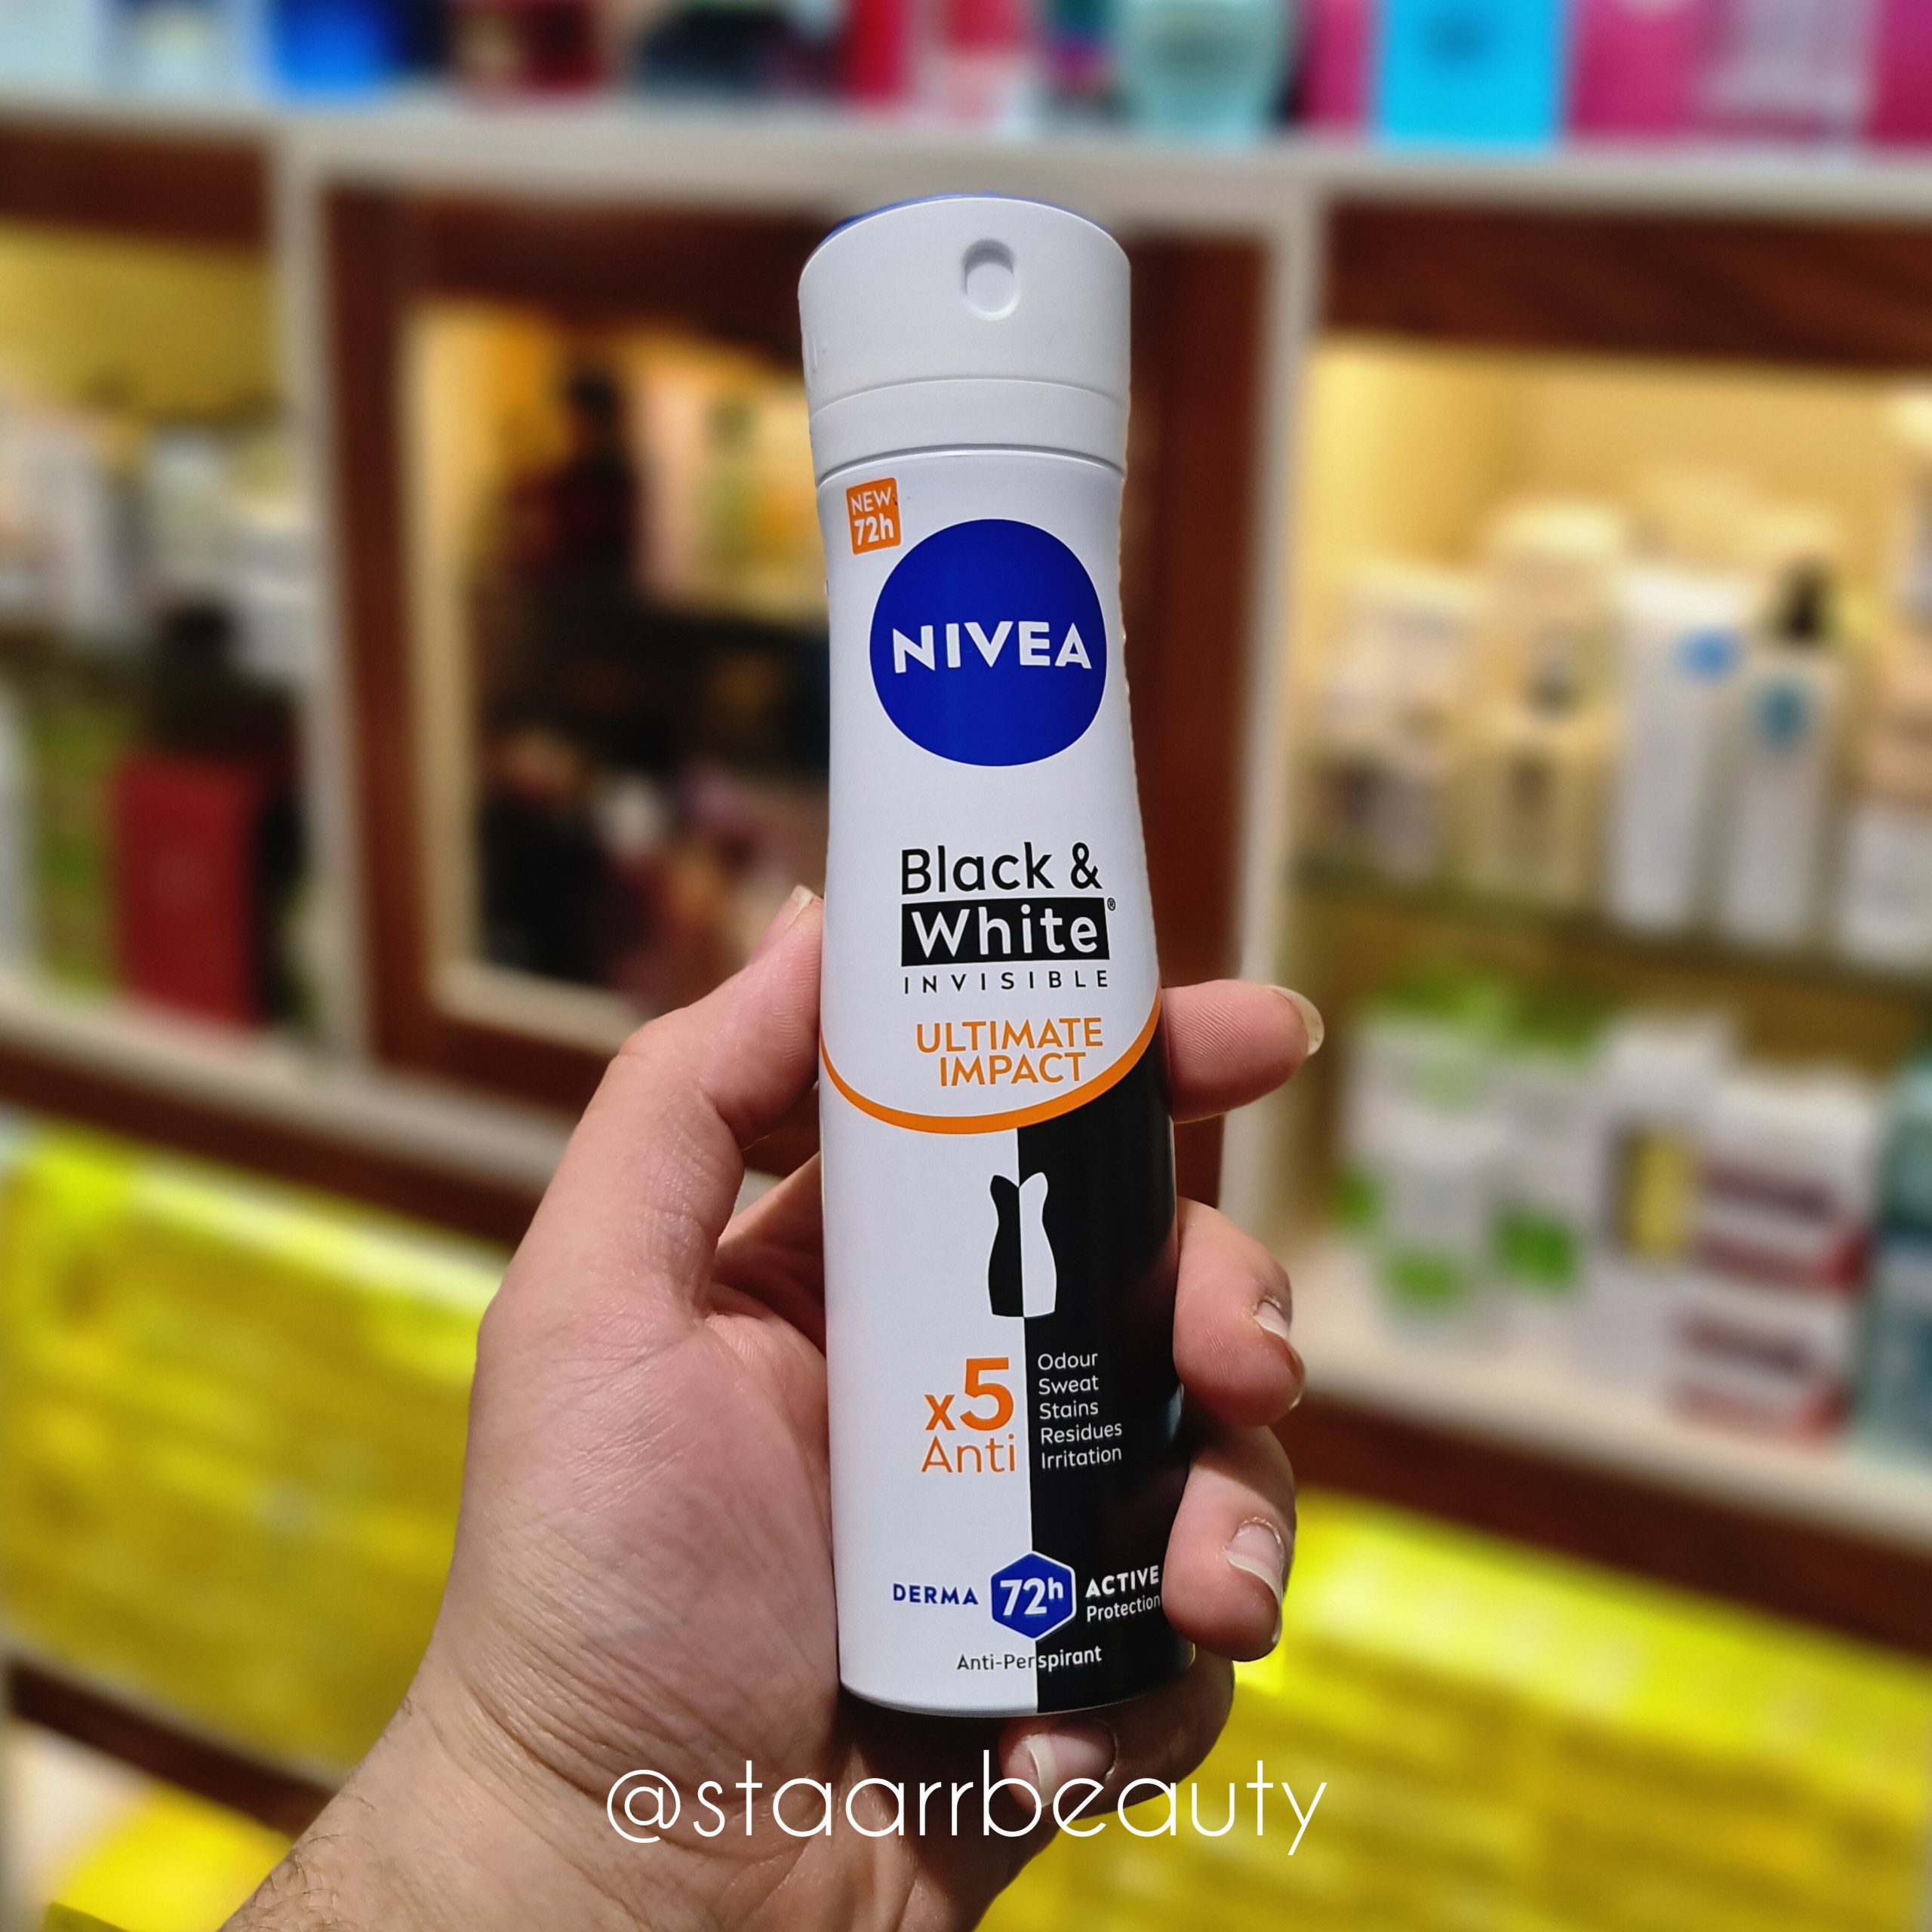 NEW
72h
NIVEA
Black &
White®
INVISIBLE
ULTIMATE
IMPACT
x5
Anti
Odour
Sweat
Stains
Residues
Irritation
DERMA 72h ACTIVE
Protection
Anti-Perspirant
@staarrbeauty